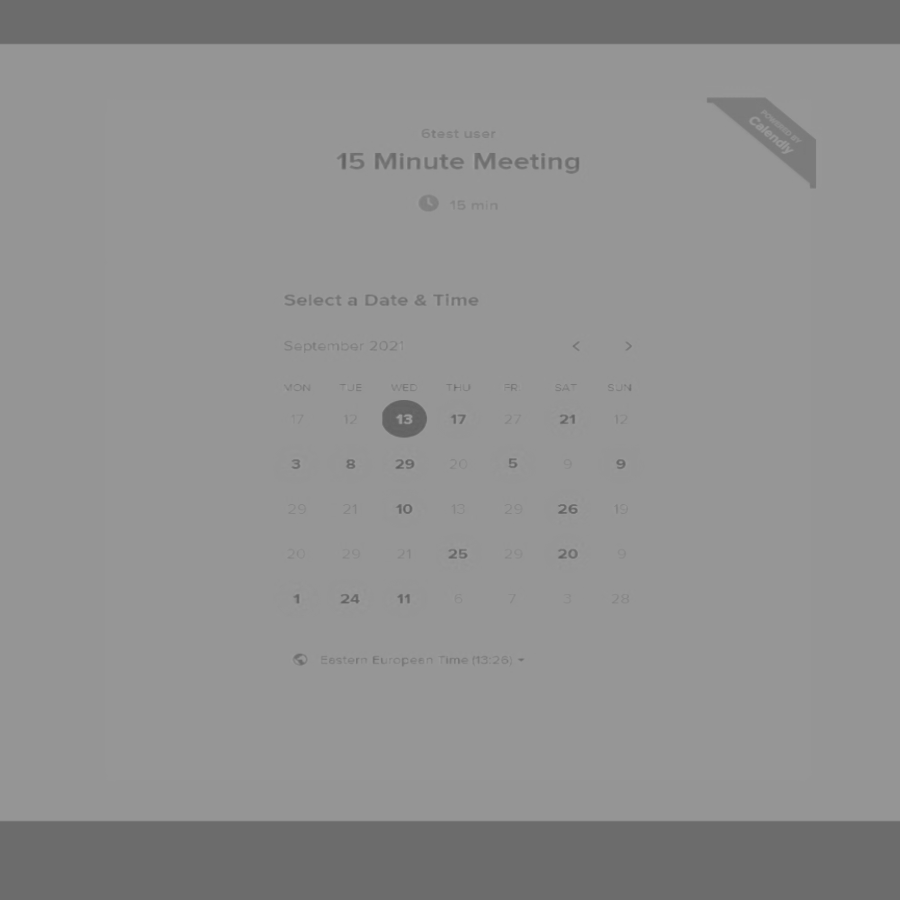 POWERED BY
Calendly
6test user
15 Minute Meeting
15 min
Select a Date & Time
September 2021 < >
MON TUE WED THU FRI SAT SUN
17 12 13 17 27 21 12
3 8 29 20 5 9 9
29 21 10 13 29 26 19
20 29 21 25 29 20 9
1 24 11 6 7 3 28
Eastern European Time (13:26)